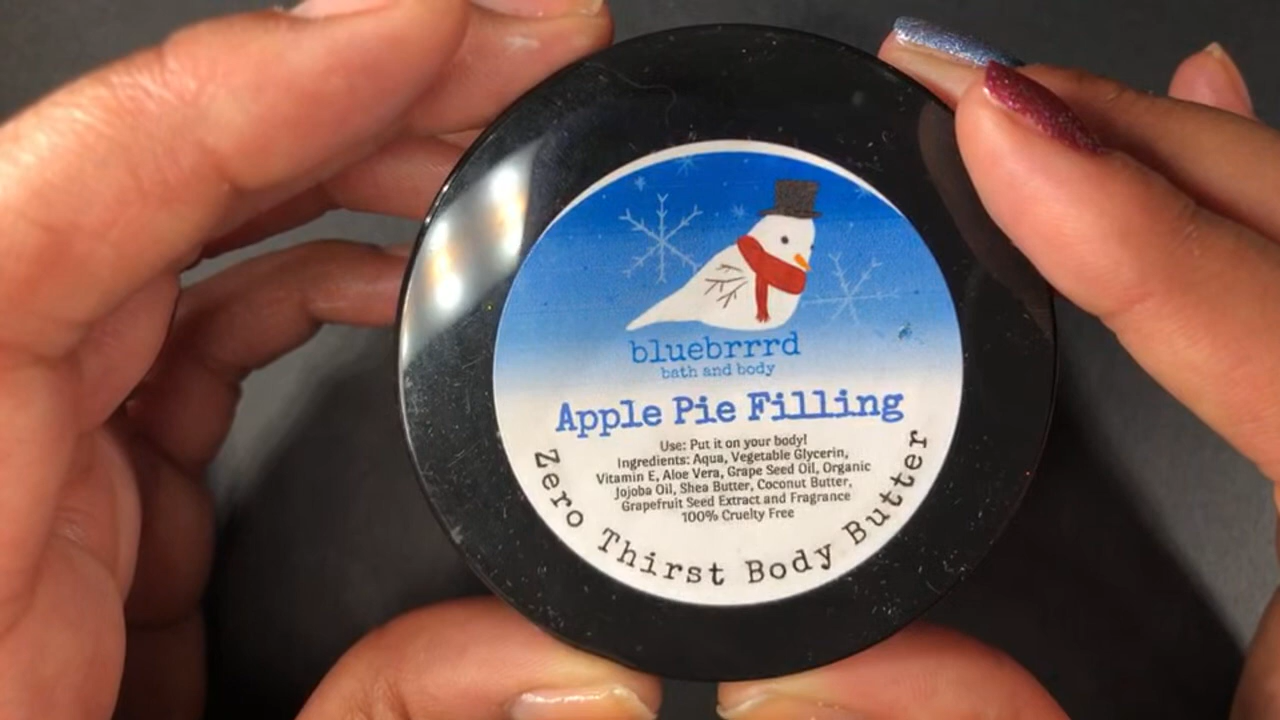 bluebrrrd
bath and body
Apple Pie Filling
Use: Put it on your body!
Ingredients: Aqua, Vegetable Glycerin,
Vitamin E, Aloe Vera, Grape Seed Oil, Organic
Jojoba Oil, Shea Butter, Coconut Butter,
Grapefruit Seed Extract and Fragrance
100% Cruelty Free
Zero Thirst Body Butter